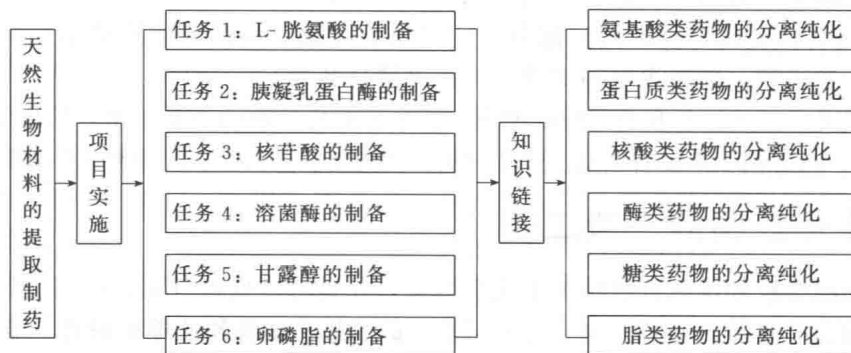 天然生物材料的提取制药
项目实施
任务1：L-胱氨酸的制备
任务2：胰凝乳蛋白酶的制备
任务3：核苷酸的制备
任务4：溶菌酶的制备
任务5：甘露醇的制备
任务6：卵磷脂的制备
知识链接
氨基酸类药物的分离纯化
蛋白质类药物的分离纯化
核酸类药物的分离纯化
酶类药物的分离纯化
糖类药物的分离纯化
脂类药物的分离纯化